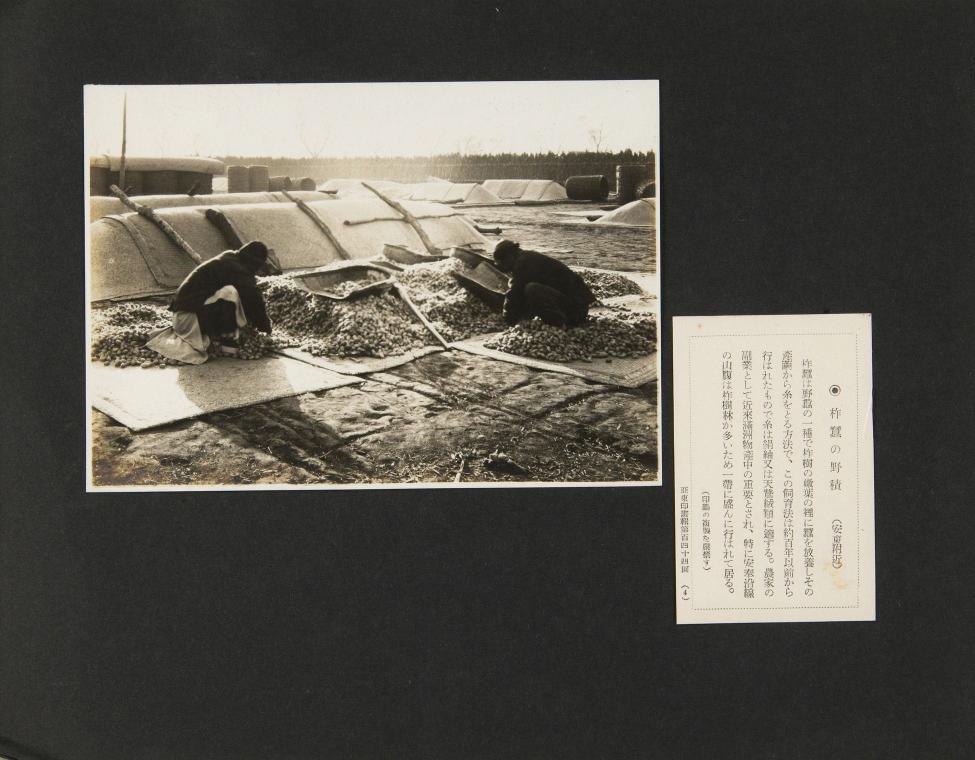 ◉ 柞蠶の野積 (安東附近)
柞蠶は野蠶の一種で柞樹の嫩葉の裡に蠶を放養しその
產繭から糸をとる方法で、この飼育法は約百年以前から
行はれたもので糸は絹紬又は天鵞絨類に適する。農家の
副業として近來滿洲物產中の重要とされ、特に安奉沿線
の山腹は柞樹林が多いため一帶に盛んに行はれて居る。
(印畫の複製を嚴禁す)
亞東印畫輯第百四十四回 (4)